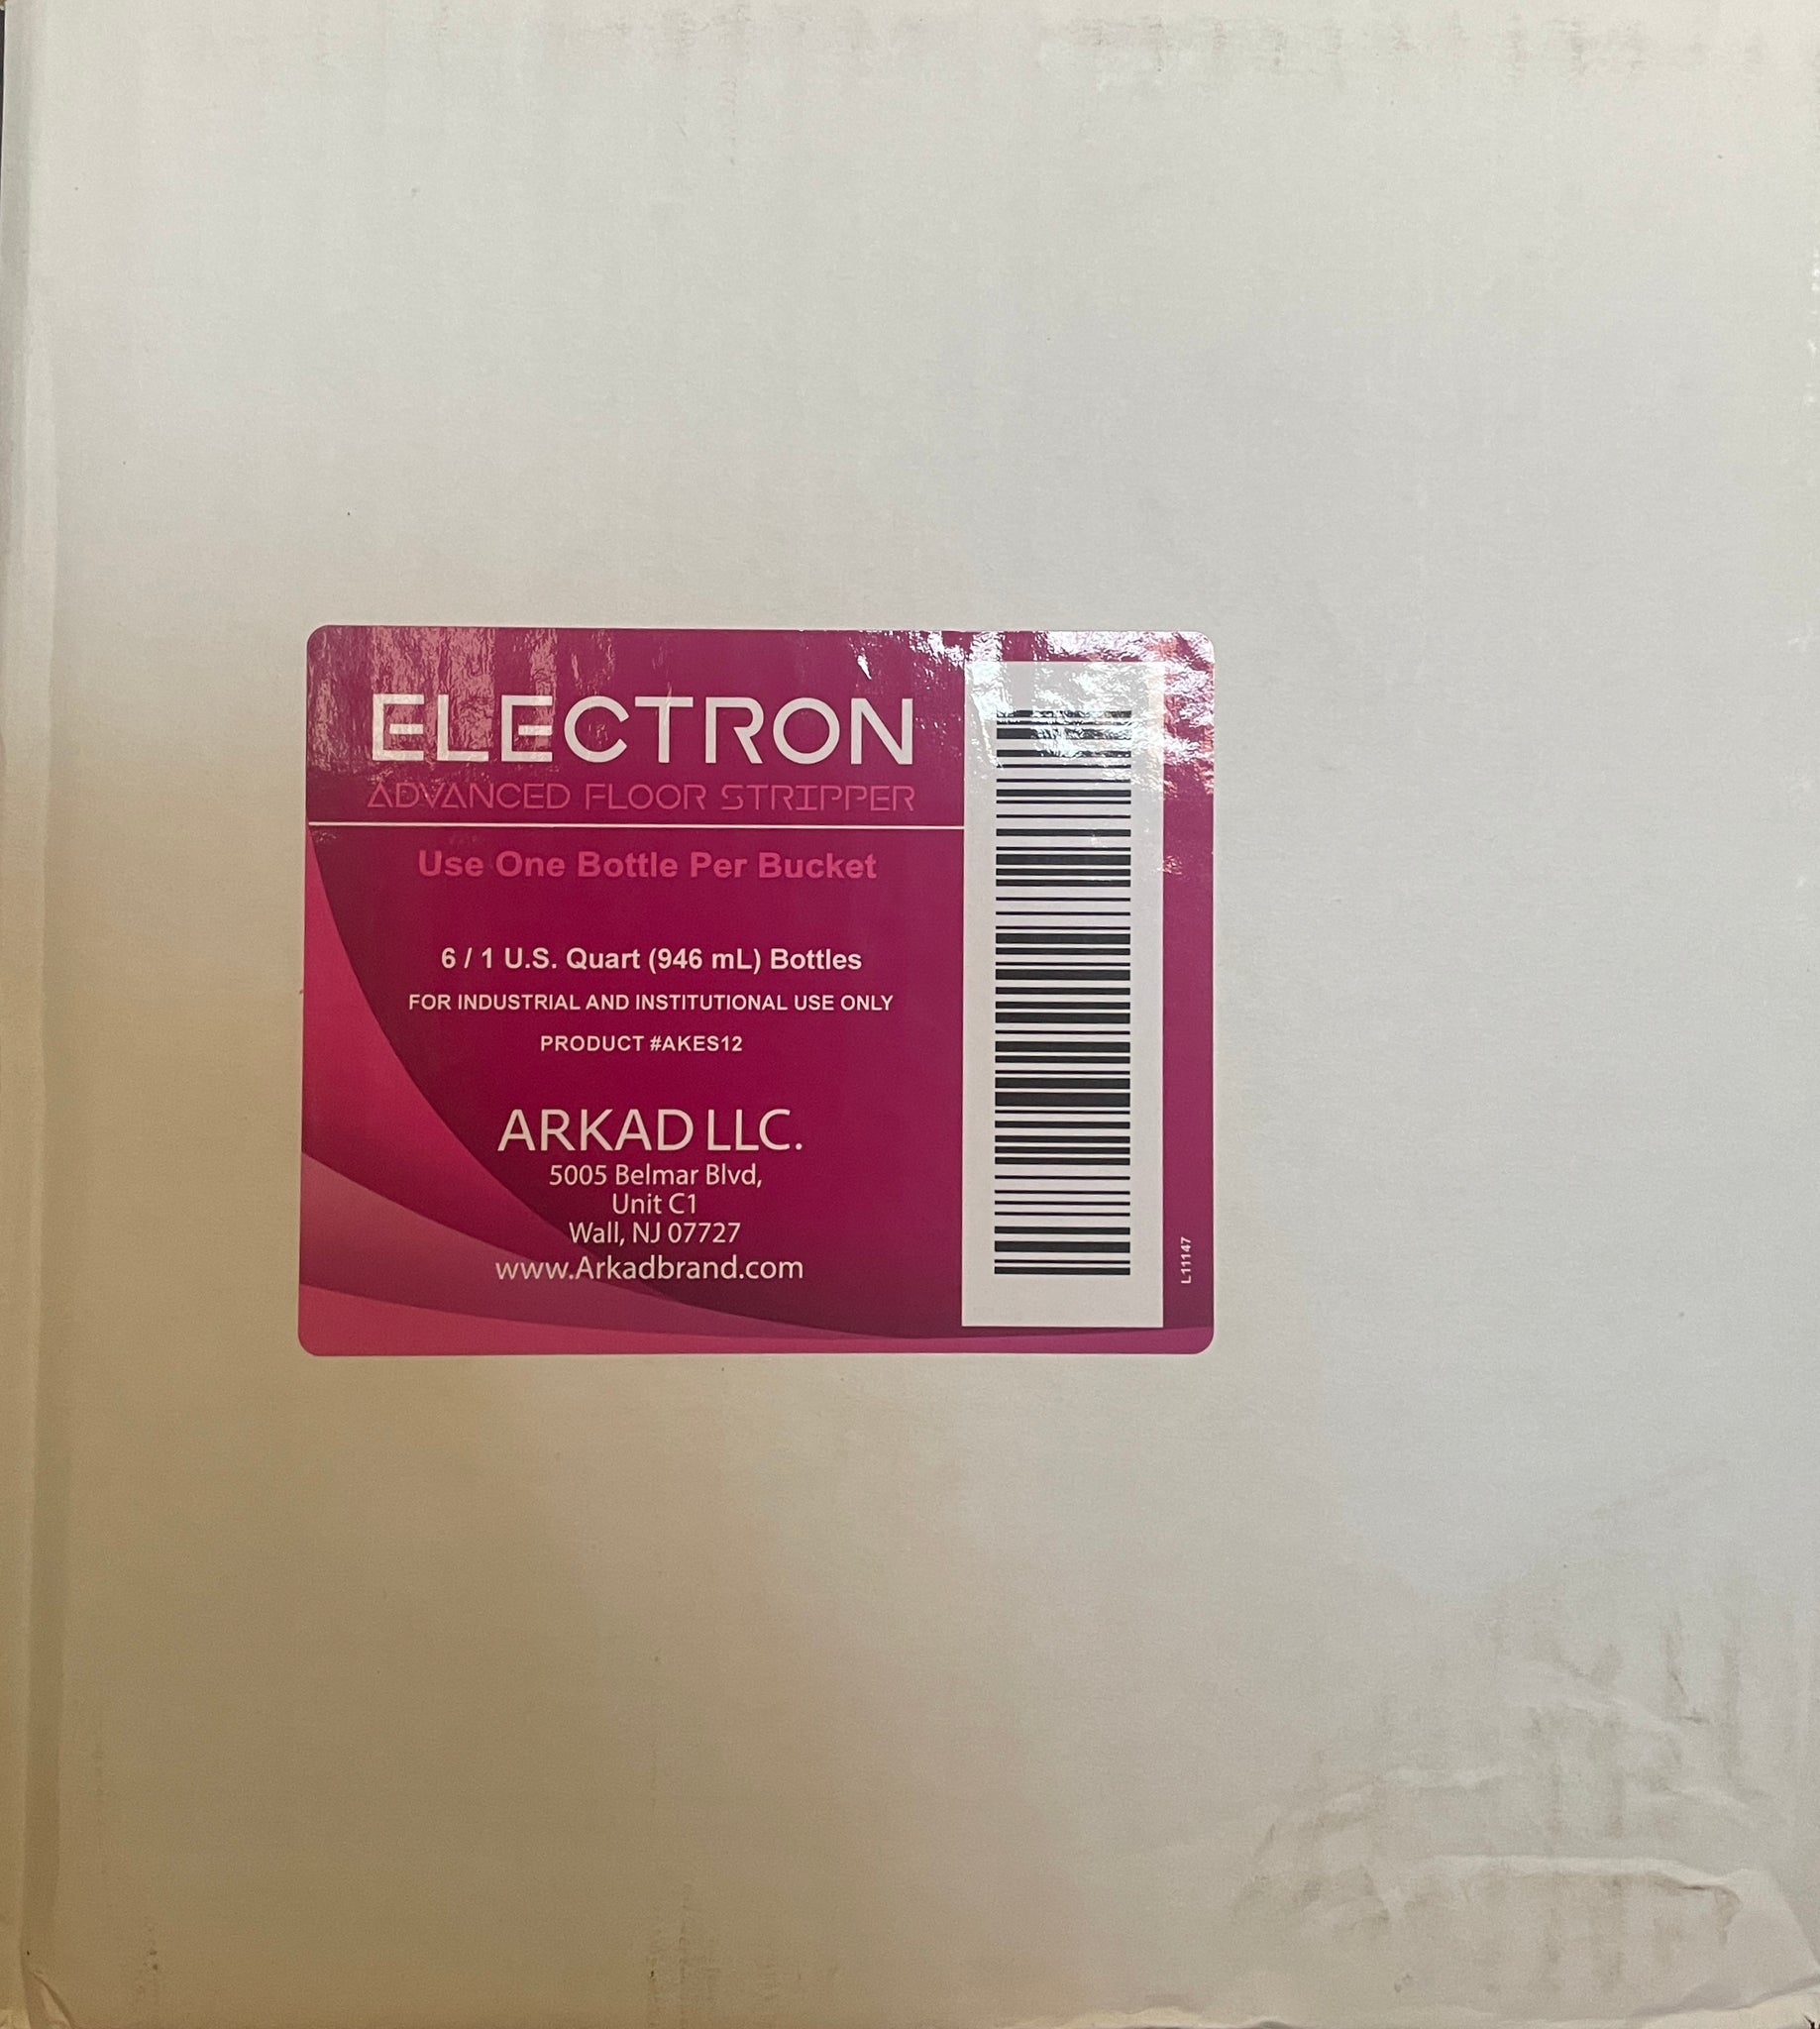 ELECTRON
ADVANCED FLOOR STRIPPER
Use One Bottle Per Bucket
6 / 1 U.S. Quart (946 mL) Bottles
FOR INDUSTRIAL AND INSTITUTIONAL USE ONLY
PRODUCT #AKES12
ARKAD LLC.
5005 Belmar Blvd,
Unit C1
Wall, NJ 07727
www.Arkadbrand.com
L11147